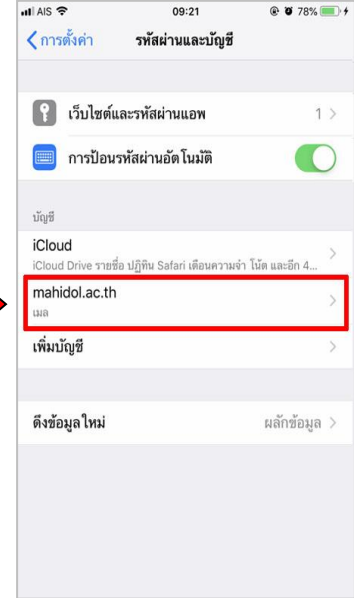 AIS 09:21 78%
การตั้งค่า รหัสผ่านและบัญชี
เว็บไซต์และรหัสผ่านแอพ 1
การป้อนรหัสผ่านอัตโนมัติ
บัญชี
iCloud
iCloud Drive รายชื่อ ปฏิทิน Safari เตือนความจำ โน้ต และอีก 4...
mahidol.ac.th
เมล
เพิ่มบัญชี
ดึงข้อมูลใหม่ ผลักข้อมูล